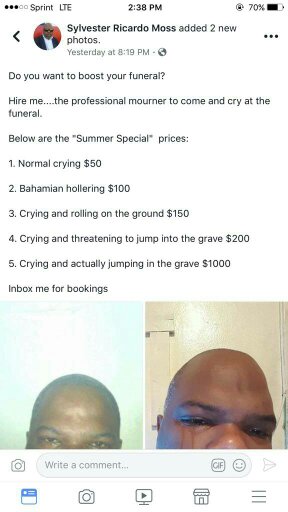 Sprint LTE 2:38 PM 70%
Sylvester Ricardo Moss added 2 new
photos.
Yesterday at 8:19 PM •
Do you want to boost your funeral?
Hire me....the professional mourner to come and cry at the
funeral.
Below are the "Summer Special" prices:
1. Normal crying $50
2. Bahamian hollering $100
3. Crying and rolling on the ground $150
4. Crying and threatening to jump into the grave $200
5. Crying and actually jumping in the grave $1000
Inbox me for bookings
Write a comment...
GIF